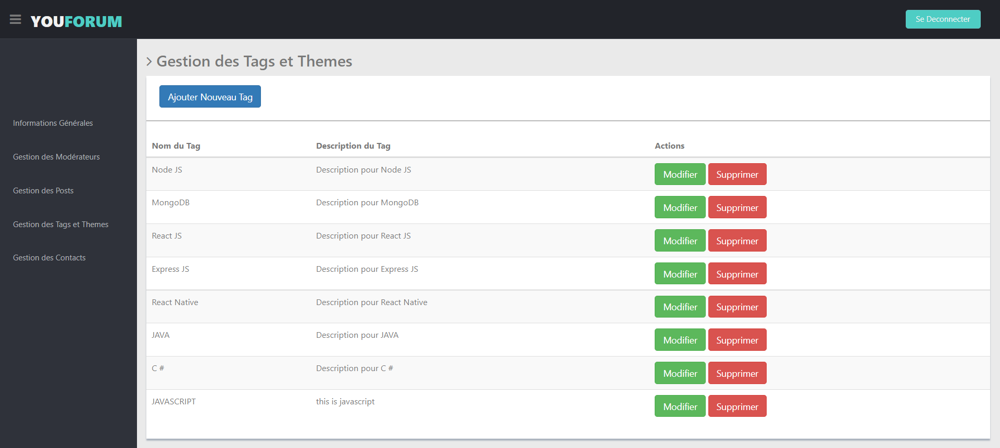 YOUFORUM
Se Deconnecter
Informations Générales
Gestion des Modérateurs
Gestion des Posts
Gestion des Tags et Themes
Gestion des Contacts
Gestion des Tags et Themes
Ajouter Nouveau Tag
Nom du Tag Description du Tag Actions
Node JS Description pour Node JS Modifier Supprimer
MongoDB Description pour MongoDB Modifier Supprimer
React JS Description pour React JS Modifier Supprimer
Express JS Description pour Express JS Modifier Supprimer
React Native Description pour React Native Modifier Supprimer
JAVA Description pour JAVA Modifier Supprimer
C # Description pour C # Modifier Supprimer
JAVASCRIPT this is javascript Modifier Supprimer